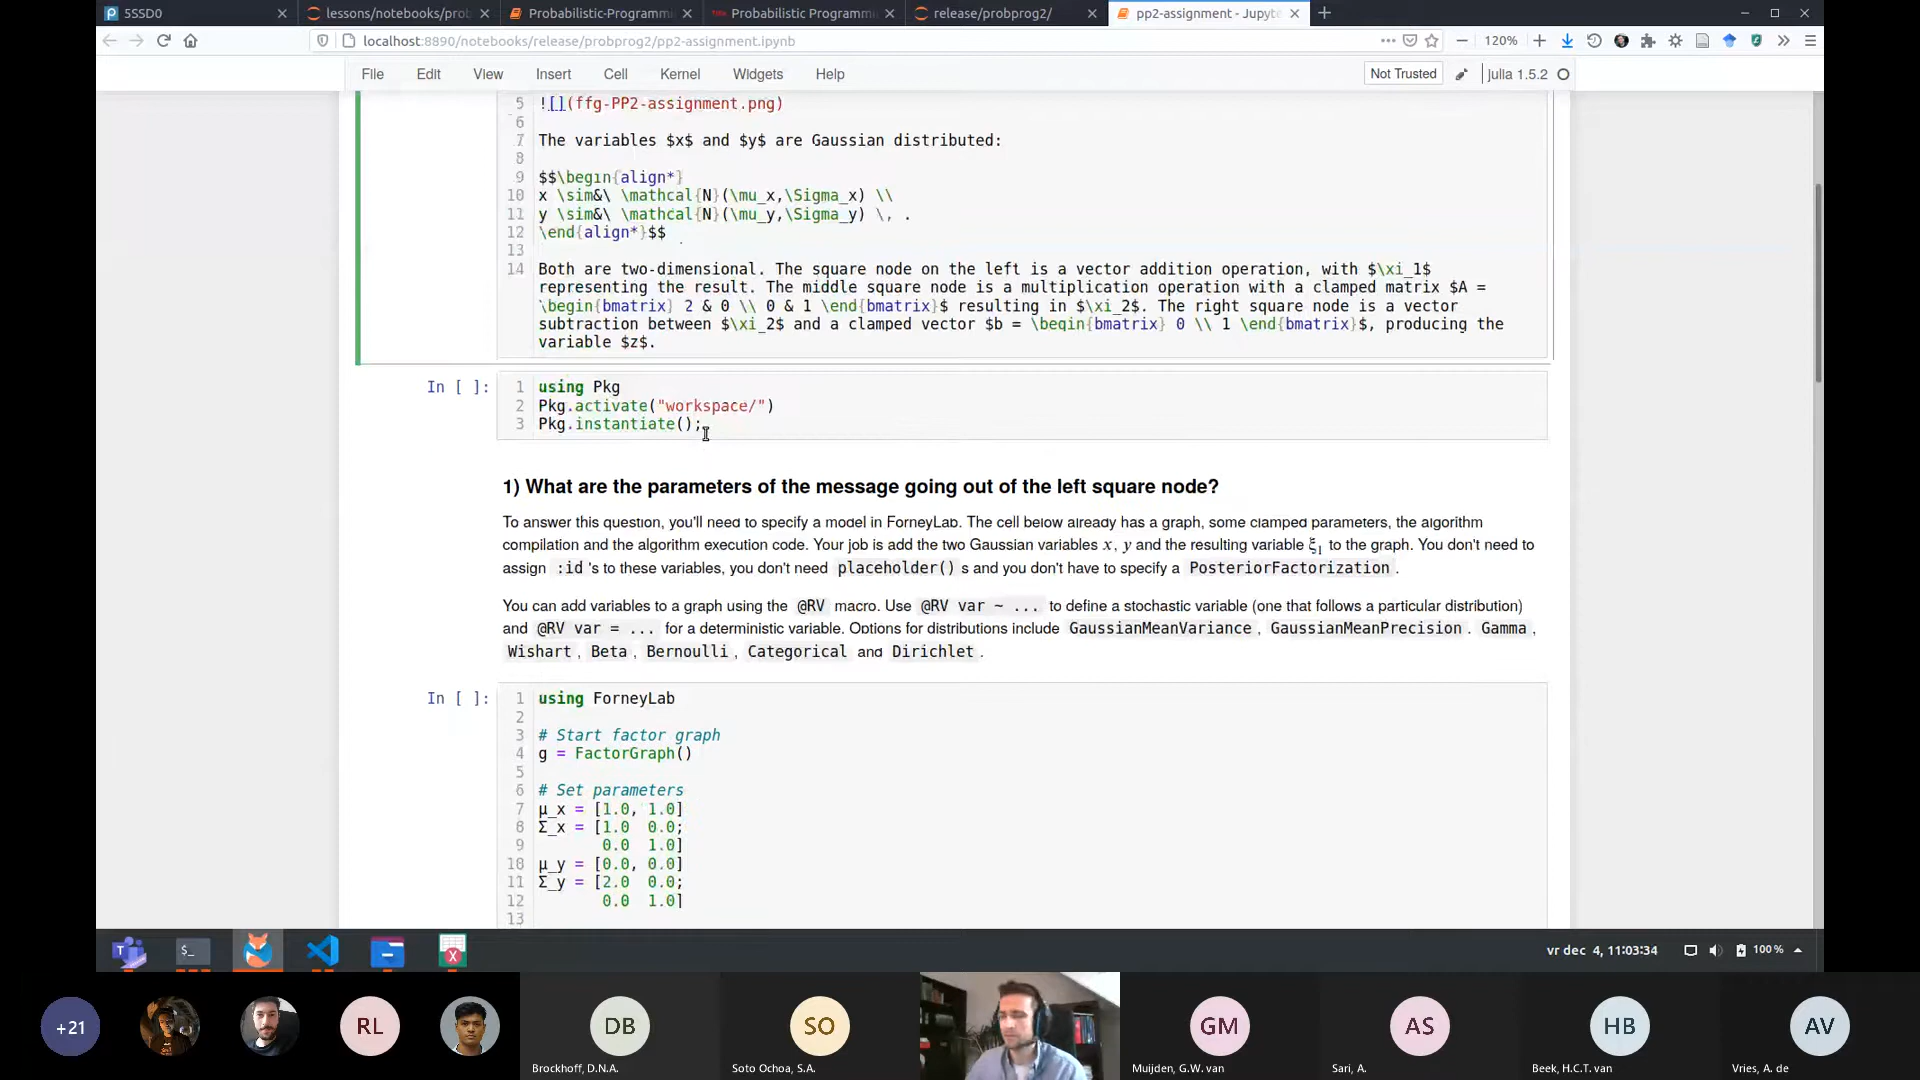 5SSD0
lessons/notebooks/prob
Probabilistic-Programmi
Probabilistic Programm
release/probprog2/
pp2-assignment - Jupyte
localhost:8890/notebooks/release/probprog2/pp2-assignment.ipynb
120%
File Edit View Insert Cell Kernel Widgets Help
Not Trusted
Julia 1.5.2
5 ![](ffg-PP2-assignment.png)
6
7 The variables $x$ and $y$ are Gaussian distributed:
8
9 $$\begin{align*}
10 x \sim&\ \mathcal{N}(\mu_x,\Sigma_x) \\
11 y \sim&\ \mathcal{N}(\mu_y,\Sigma_y) \, .
12 \end{align*}$$
13
14 Both are two-dimensional. The square node on the left is a vector addition operation, with $\xi_1$
representing the result. The middle square node is a multiplication operation with a clamped matrix $A =
\begin{bmatrix} 2 & 0 \\ 0 & 1 \end{bmatrix}$ resulting in $\xi_2$. The right square node is a vector
subtraction between $\xi_2$ and a clamped vector $b = \begin{bmatrix} 0 \\ 1 \end{bmatrix}$, producing the
variable $z$.
In [ ]:
1 using Pkg
2 Pkg.activate("workspace/")
3 Pkg.instantiate();
1) What are the parameters of the message going out of the left square node?
To answer this question, you'll need to specify a model in ForneyLab. The cell below already has a graph, some clamped parameters, the algorithm
compilation and the algorithm execution code. Your job is add the two Gaussian variables x, y and the resulting variable ξ1 to the graph. You don't need to
assign :id 's to these variables, you don't need placeholder() s and you don't have to specify a PosteriorFactorization.
You can add variables to a graph using the @RV macro. Use @RV var ~ ... to define a stochastic variable (one that follows a particular distribution)
and @RV var = ... for a deterministic variable. Options for distributions include GaussianMeanVariance, GaussianMeanPrecision. Gamma,
Wishart, Beta, Bernoulli, Categorical and Dirichlet.
In [ ]:
1 using ForneyLab
2
3 # Start factor graph
4 g = FactorGraph()
5
6 # Set parameters
7 μ_x = [1.0, 1.0]
8 Σ_x = [1.0 0.0;
9 0.0 1.0]
10 μ_y = [0.0, 0.0]
11 Σ_y = [2.0 0.0;
12 0.0 1.0]
13
vr dec 4, 11:03:34
100 %
+21
RL
DB
SO
GM
AS
HB
AV
Brockhoff, D.N.A.
Soto Ochoa, S.A.
Muijden, G.W. van
Sari, A.
Beek, H.C.T. van
Vries, A. de